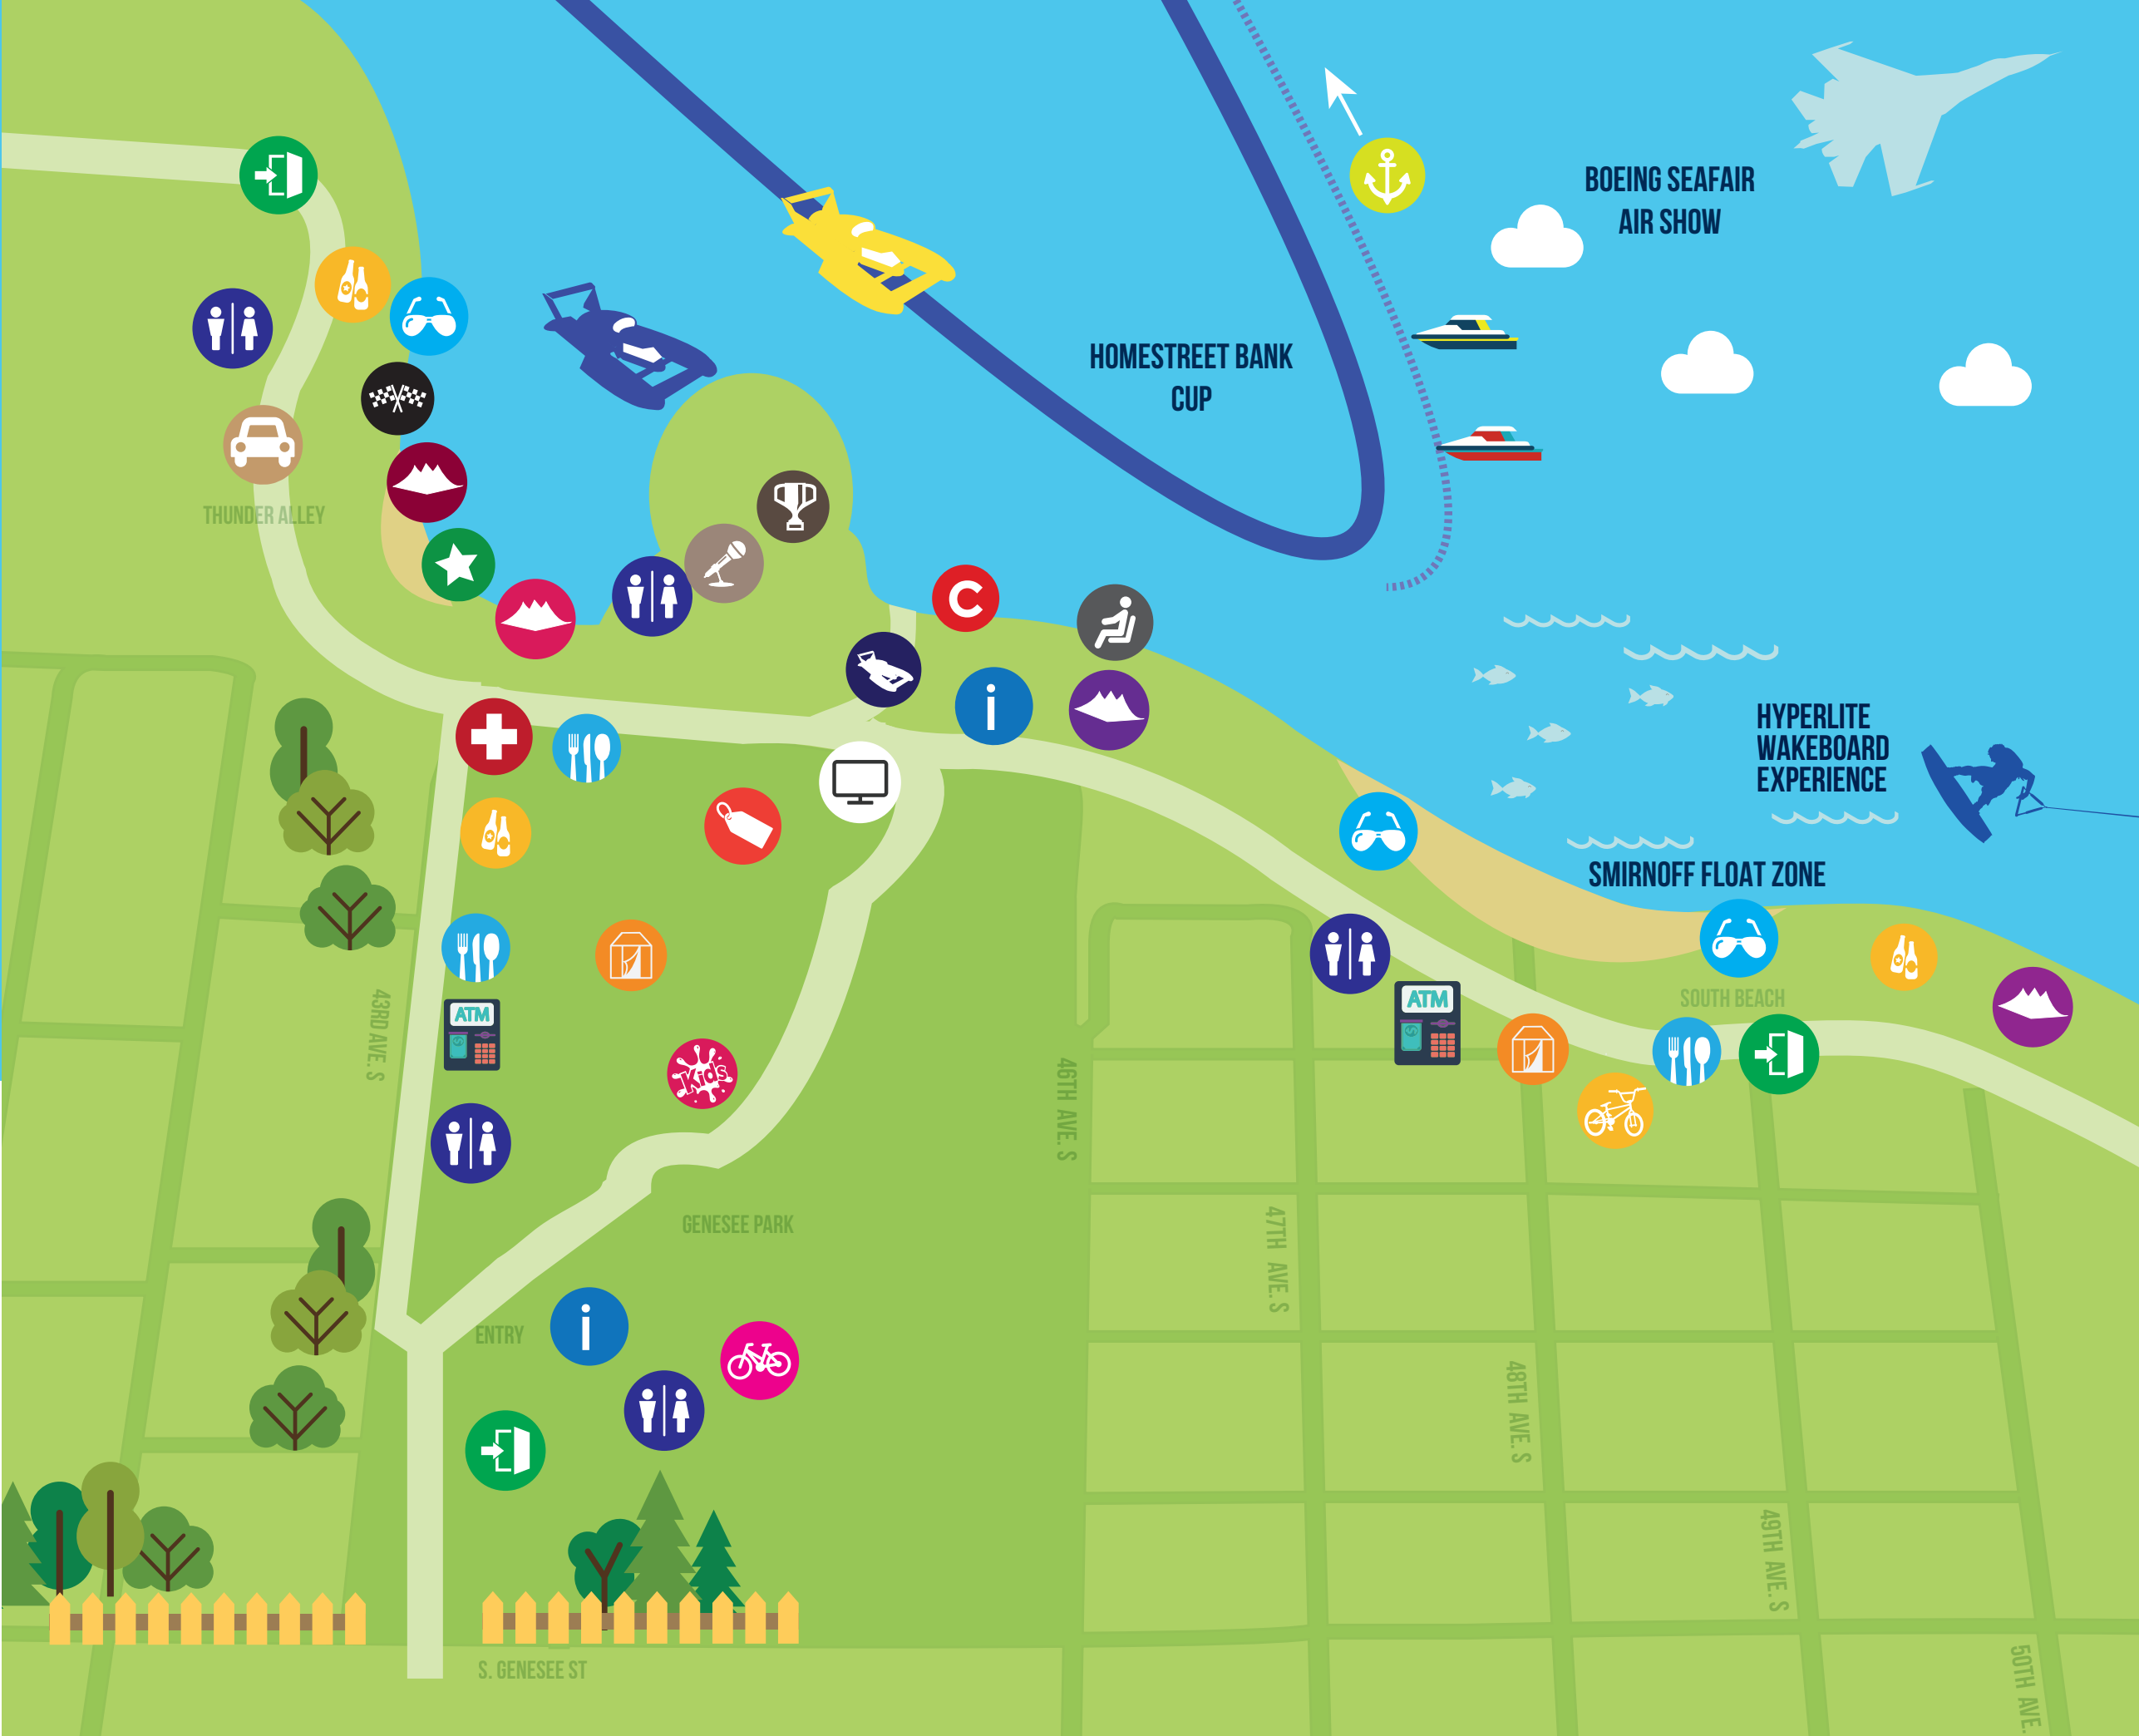 BOEING SEAFAIR
AIR SHOW
HOMESTREET BANK
CUP
THUNDER ALLEY
C
i
HYPERLITE
WAKEBOARD
EXPERIENCE
SMIRNOFF FLOAT ZONE
SOUTH BEACH
ATM
ATM
43RD AVE. S
Kids
46TH AVE. S
GENESEE PARK
47TH AVE. S
ENTRY
i
48TH AVE. S
49TH AVE. S
S. GENESEE ST
50TH AVE.